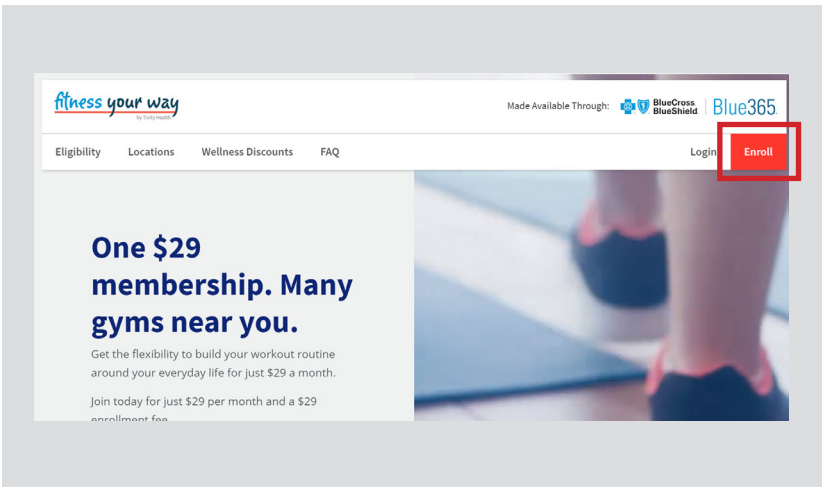 fitness your way
by Tivity Health
Made Available Through:
BlueCross
BlueShield
Blue365
Eligibility Locations Wellness Discounts FAQ Login Enroll
One $29
membership. Many
gyms near you.
Get the flexibility to build your workout routine
around your everyday life for just $29 a month.
Join today for just $29 per month and a $29
enrollment fee